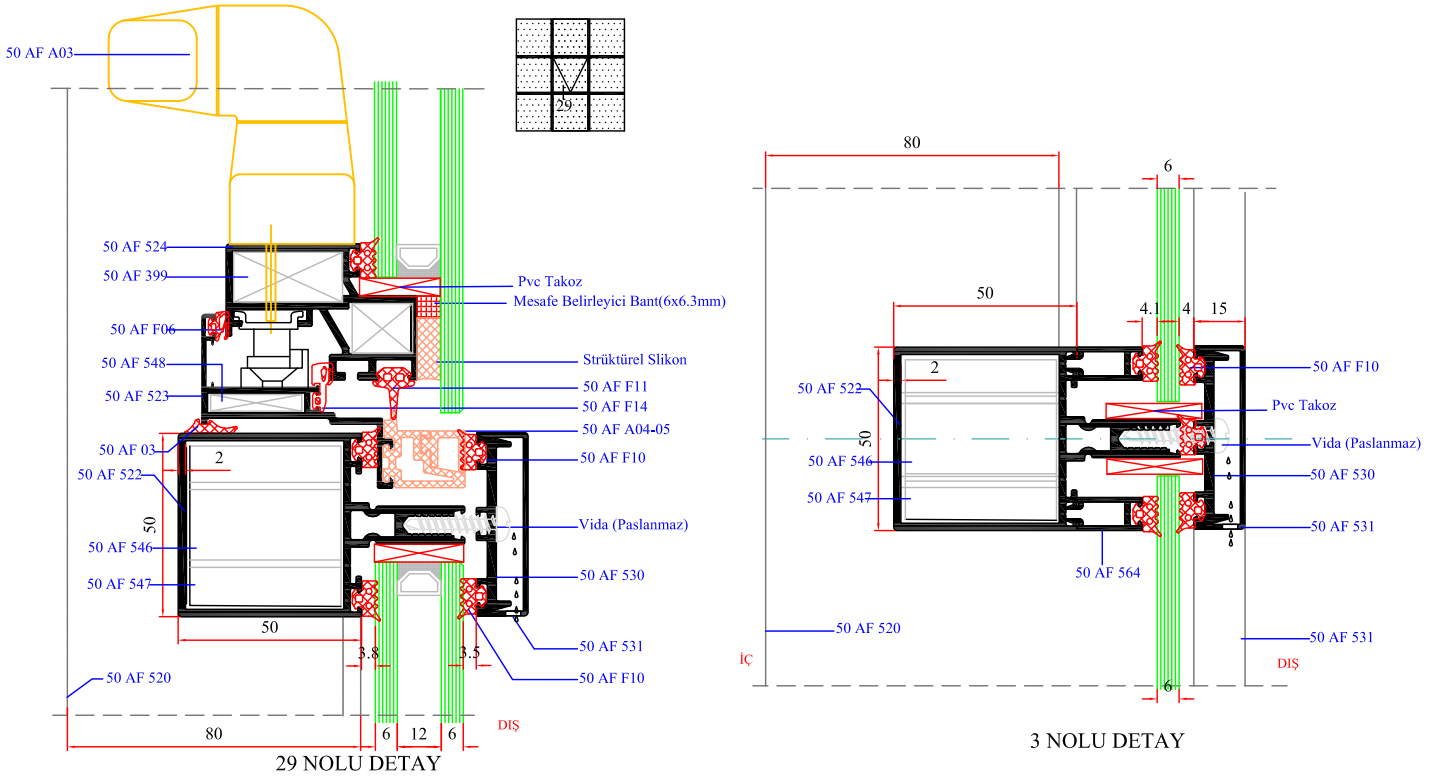 50 AF A03
29
50 AF 524
50 AF 399
50 AF F06
50 AF 548
50 AF 523
50 AF 03
2
50 AF 522
50
50 AF 546
50 AF 547
50
3.8
3.5
50 AF 520
80
6
12
6
DIŞ
Pvc Takoz
Mesafe Belirleyici Bant(6x6.3mm)
Strüktürel Slikon
50 AF F11
50 AF F14
50 AF A04-05
50 AF F10
Vida (Paslanmaz)
50 AF 530
50 AF 531
50 AF F10
29 NOLU DETAY
80
6
50
4.1
4
15
2
50 AF 522
50
50 AF 546
50 AF 547
50 AF F10
Pvc Takoz
Vida (Paslanmaz)
50 AF 530
50 AF 531
50 AF 564
50 AF 520
50 AF 531
İÇ
DIŞ
6
3 NOLU DETAY